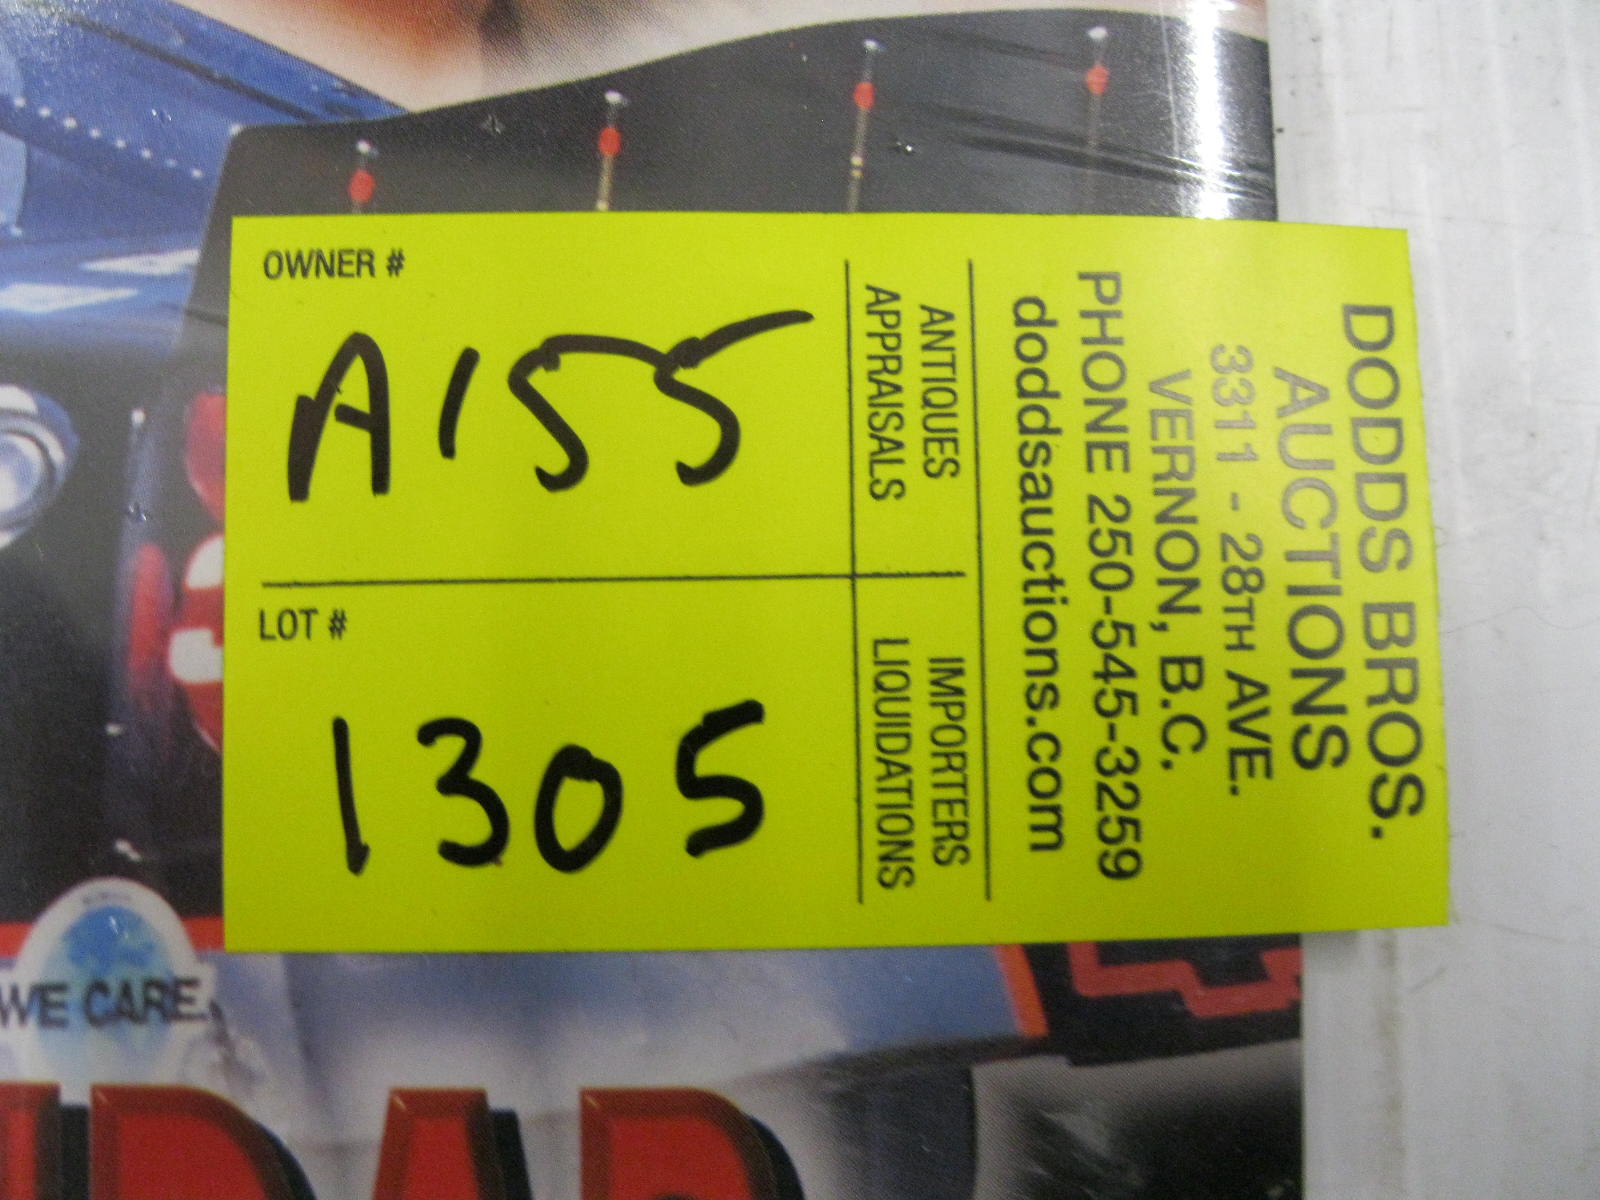 DODDS BROS.
AUCTIONS
3311 - 28TH AVE.
VERNON, B.C.
PHONE 250-545-3259
doddsauctions.com
ANTIQUES
APPRAISALS
IMPORTERS
LIQUIDATIONS
OWNER #
A155
LOT #
1305
WE CARE